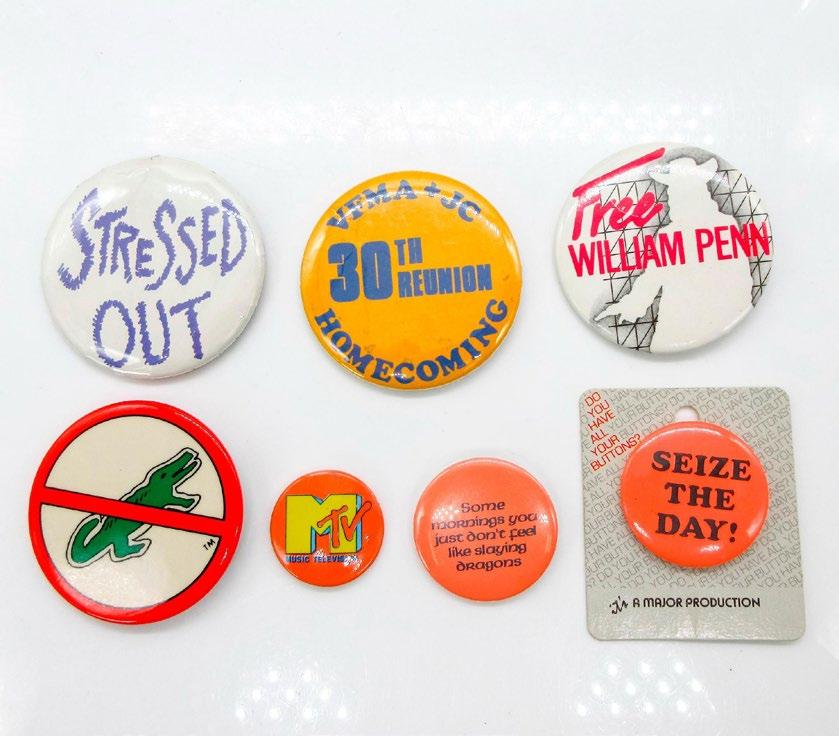 STRESSED
OUT
VFMA + JC
30TH
REUNION
HOMECOMING
Free
WILLIAM PENN
TM
MTV
MUSIC TELEVISION
Some
mornings you
just don't feel
like slaying
dragons
DO
YOU
HAVE
ALL
YOUR
BUTTONS?
SEIZE
THE
DAY!
it's A MAJOR PRODUCTION